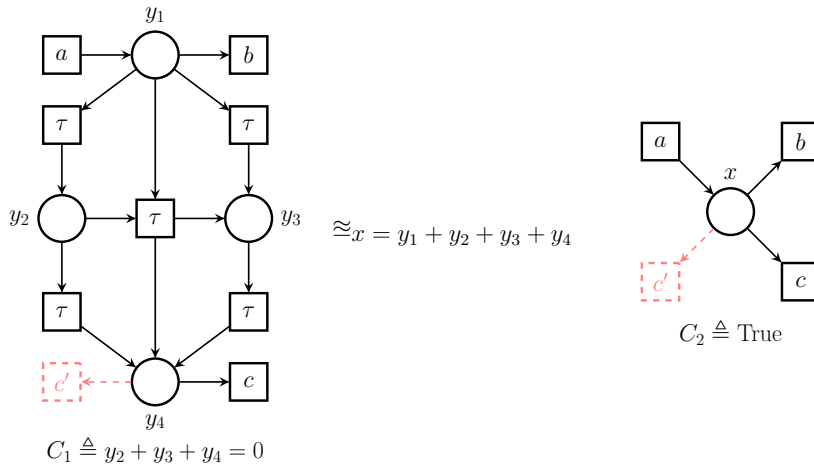 y₁
a
b
τ
τ
a
b
x
y₂
τ
y₃
≊x = y₁ + y₂ + y₃ + y₄
τ
τ
c′
c
c′
c
C₂ ≜ True
y₄
C₁ ≜ y₂ + y₃ + y₄ = 0